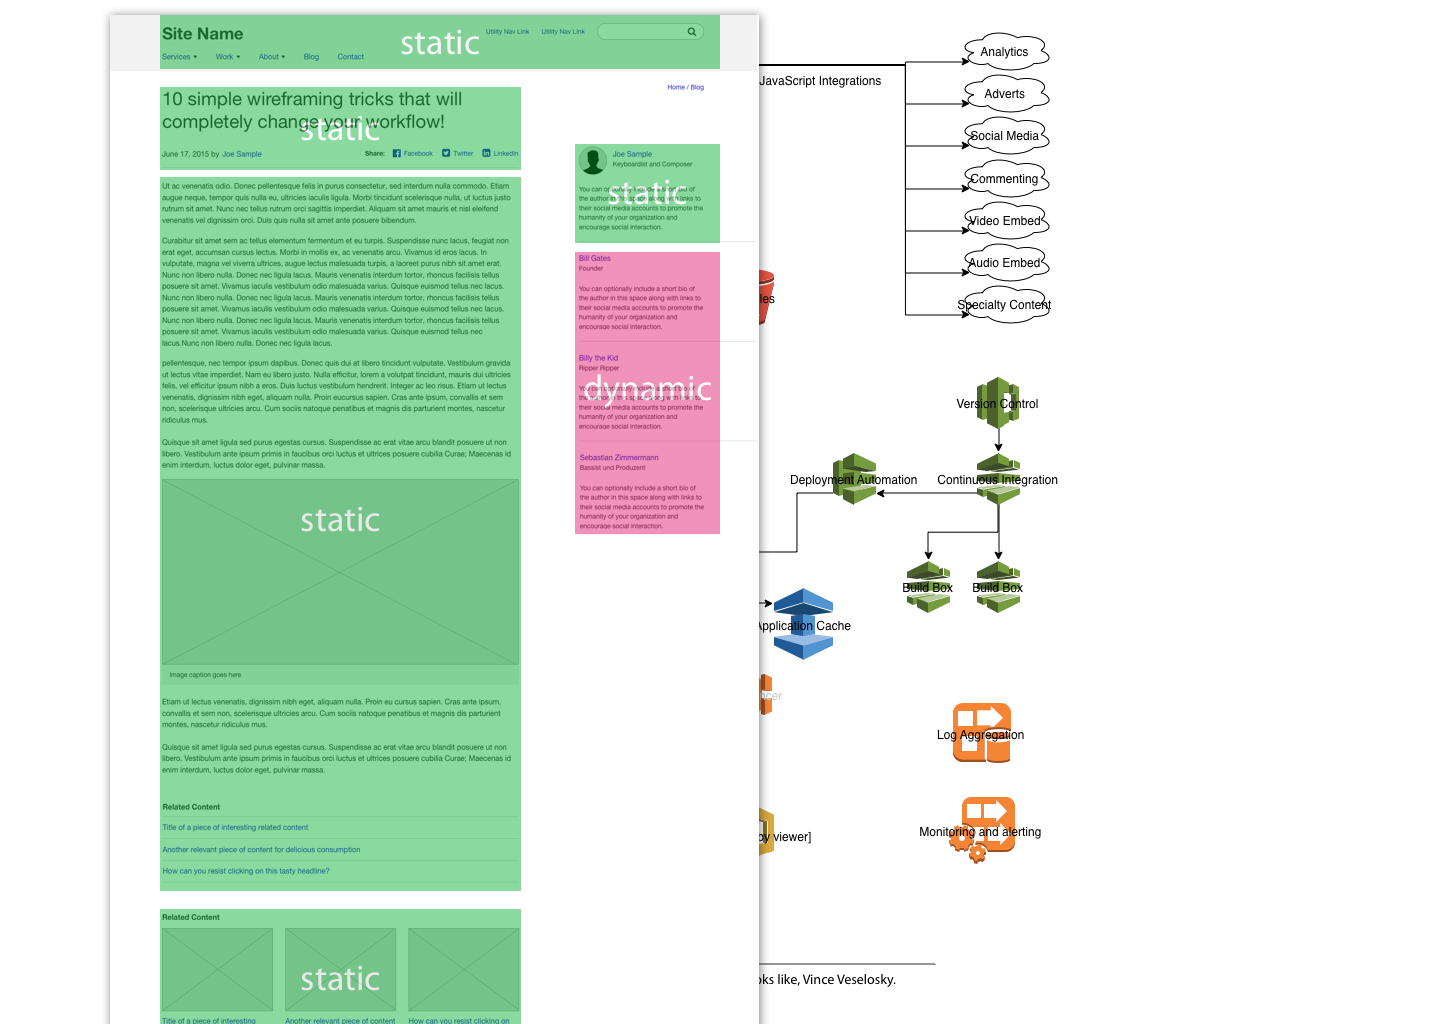 Site Name
static
Utility Nav Link
Utility Nav Link
Services
Work
About
Blog
Contact
Home / Blog
10 simple wireframing tricks that will
completely change your workflow!
static
June 17, 2015 by Joe Sample
Share:
Facebook
Twitter
LinkedIn
Ut ac venenatis odio. Donec pellentesque felis in purus consectetur, sed interdum nulla commodo. Etiam
augue neque, tempor quis nulla eu, ultricies iaculis ligula. Morbi tincidunt scelerisque nulla, ut luctus justo
rutrum sit amet. Nunc nec tellus rutrum orci sagittis imperdiet. Aliquam sit amet mauris et nisl eleifend
venenatis vel dignissim orci. Duis quis nulla sit amet ante posuere bibendum.
Curabitur sit amet sem ac tellus elementum fermentum et eu turpis. Suspendisse nunc lacus, feugiat non
erat eget, accumsan cursus lectus. Morbi in mollis ex, ac venenatis arcu. Vivamus id eros lacus. In
vulputate, magna vel viverra ultrices, augue lectus malesuada turpis, a laoreet purus nibh sit amet erat.
Nunc non libero nulla. Donec nec ligula lacus. Mauris venenatis interdum tortor, rhoncus facilisis tellus
posuere sit amet. Vivamus iaculis vestibulum odio malesuada varius. Quisque euismod tellus nec lacus.
Nunc non libero nulla. Donec nec ligula lacus. Mauris venenatis interdum tortor, rhoncus facilisis tellus
posuere sit amet. Vivamus iaculis vestibulum odio malesuada varius. Quisque euismod tellus nec lacus.
Nunc non libero nulla. Donec nec ligula lacus. Mauris venenatis interdum tortor, rhoncus facilisis tellus
posuere sit amet. Vivamus iaculis vestibulum odio malesuada varius. Quisque euismod tellus nec
lacus.Nunc non libero nulla. Donec nec ligula lacus.
pellentesque, nec tempor ipsum dapibus. Donec quis dui at libero tincidunt vulputate. Vestibulum gravida
ut lectus vitae imperdiet. Nam eu libero justo. Nulla efficitur, lorem a volutpat tincidunt, mauris dui ultricies
felis, vel efficitur ipsum nibh a eros. Duis luctus vestibulum hendrerit. Integer ac leo risus. Etiam ut lectus
venenatis, dignissim nibh eget, aliquam nulla. Proin eucursus sapien. Cras ante ipsum, convallis et sem
non, scelerisque ultricies arcu. Cum sociis natoque penatibus et magnis dis parturient montes, nascetur
ridiculus mus.
Quisque sit amet ligula sed purus egestas cursus. Suspendisse ac erat vitae arcu blandit posuere ut non
libero. Vestibulum ante ipsum primis in faucibus orci luctus et ultrices posuere cubilia Curae; Maecenas id
enim interdum, luctus dolor eget, pulvinar massa.
static
Image caption goes here
Etiam ut lectus venenatis, dignissim nibh eget, aliquam nulla. Proin eu cursus sapien. Cras ante ipsum,
convallis et sem non, scelerisque ultricies arcu. Cum sociis natoque penatibus et magnis dis parturient
montes, nascetur ridiculus mus.
Quisque sit amet ligula sed purus egestas cursus. Suspendisse ac erat vitae arcu blandit posuere ut non
libero. Vestibulum ante ipsum primis in faucibus orci luctus et ultrices posuere cubilia Curae; Maecenas id
enim interdum, luctus dolor eget, pulvinar massa.
Related Content
Title of a piece of interesting related content
Another relevant piece of content for delicious consumption
How can you resist clicking on this tasty headline?
Related Content
static
Title of a piece of interesting
Another relevant piece of content
How can you resist clicking on
Joe Sample
Keyboardist and Composer
You can optionally include a short bio of
the author in this space along with links to
their social media accounts to promote the
humanity of your organization and
encourage social interaction.
static
Bill Gates
Founder
You can optionally include a short bio of
the author in this space along with links to
their social media accounts to promote the
humanity of your organization and
encourage social interaction.
Billy the Kid
Ripper Ripper
You can optionally include a short bio of
the author in this space along with links to
their social media accounts to promote the
humanity of your organization and
encourage social interaction.
dynamic
Sebastian Zimmermann
Bassist und Produzent
You can optionally include a short bio of
the author in this space along with links to
their social media accounts to promote the
humanity of your organization and
encourage social interaction.
JavaScript Integrations
Analytics
Adverts
Social Media
Commenting
Video Embed
Audio Embed
Specialty Content
ies
Version Control
Deployment Automation
Continuous Integration
Build Box
Build Box
Application Cache
ncer
Log Aggregation
Monitoring and alerting
by viewer]
oks like, Vince Veselosky.